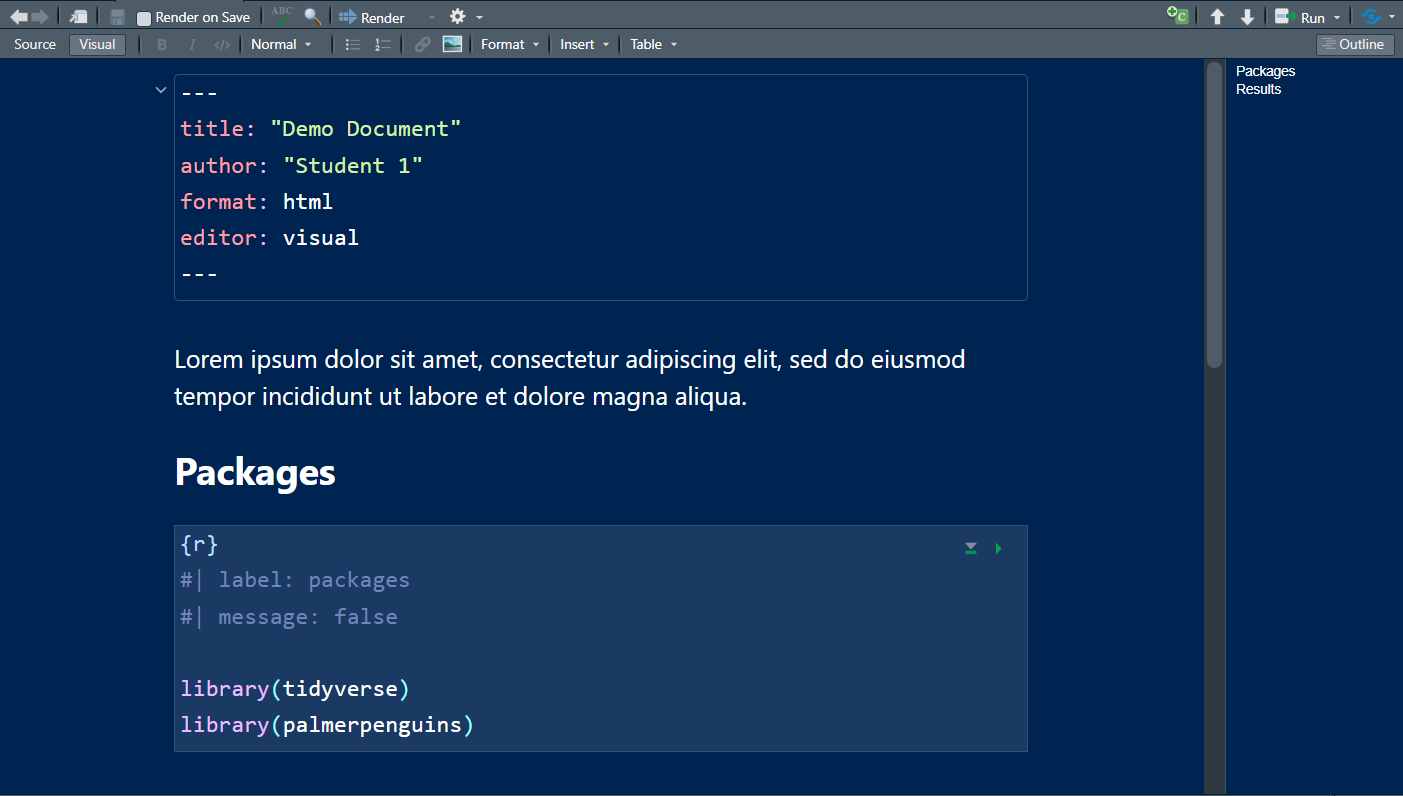 Render on Save ABC Render C Run
Source Visual B I </> Normal Format Insert Table Outline
---
title: "Demo Document"
author: "Student 1"
format: html
editor: visual
---
Lorem ipsum dolor sit amet, consectetur adipiscing elit, sed do eiusmod
tempor incididunt ut labore et dolore magna aliqua.
Packages
{r}
#| label: packages
#| message: false
library(tidyverse)
library(palmerpenguins)
Packages
Results